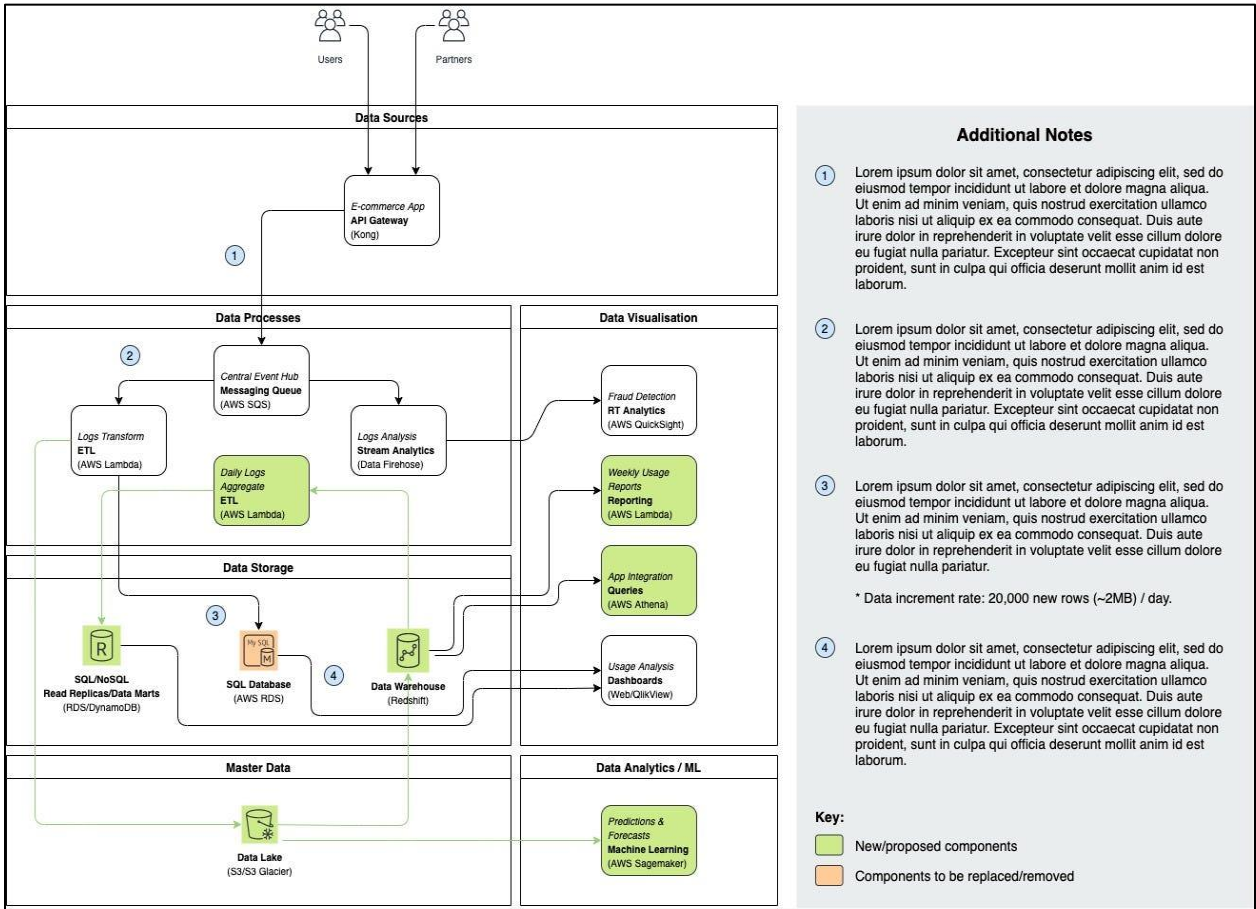 Users
Partners
Data Sources
E-commerce App
API Gateway
(Kong)
1
Data Processes
2
Central Event Hub
Messaging Queue
(AWS SQS)
Logs Transform
ETL
(AWS Lambda)
Logs Analysis
Stream Analytics
(Data Firehose)
Daily Logs
Aggregate
ETL
(AWS Lambda)
Data Visualisation
Fraud Detection
RT Analytics
(AWS QuickSight)
Weekly Usage
Reports
Reporting
(AWS Lambda)
App Integration
Queries
(AWS Athena)
Usage Analysis
Dashboards
(Web/QlikView)
Data Storage
3
R
SQL/NoSQL
Read Replicas/Data Marts
(RDS/DynamoDB)
My SQL
M
SQL Database
(AWS RDS)
4
Data Warehouse
(Redshift)
Master Data
Data Lake
(S3/S3 Glacier)
Data Analytics / ML
Predictions &
Forecasts
Machine Learning
(AWS Sagemaker)
Additional Notes
1
Lorem ipsum dolor sit amet, consectetur adipiscing elit, sed do
eiusmod tempor incididunt ut labore et dolore magna aliqua.
Ut enim ad minim veniam, quis nostrud exercitation ullamco
laboris nisi ut aliquip ex ea commodo consequat. Duis aute
irure dolor in reprehenderit in voluptate velit esse cillum dolore
eu fugiat nulla pariatur. Excepteur sint occaecat cupidatat non
proident, sunt in culpa qui officia deserunt mollit anim id est
laborum.
2
Lorem ipsum dolor sit amet, consectetur adipiscing elit, sed do
eiusmod tempor incididunt ut labore et dolore magna aliqua.
Ut enim ad minim veniam, quis nostrud exercitation ullamco
laboris nisi ut aliquip ex ea commodo consequat. Duis aute
irure dolor in reprehenderit in voluptate velit esse cillum dolore
eu fugiat nulla pariatur. Excepteur sint occaecat cupidatat non
proident, sunt in culpa qui officia deserunt mollit anim id est
laborum.
3
Lorem ipsum dolor sit amet, consectetur adipiscing elit, sed do
eiusmod tempor incididunt ut labore et dolore magna aliqua.
Ut enim ad minim veniam, quis nostrud exercitation ullamco
laboris nisi ut aliquip ex ea commodo consequat. Duis aute
irure dolor in reprehenderit in voluptate velit esse cillum dolore
eu fugiat nulla pariatur.
* Data increment rate: 20,000 new rows (~2MB) / day.
4
Lorem ipsum dolor sit amet, consectetur adipiscing elit, sed do
eiusmod tempor incididunt ut labore et dolore magna aliqua.
Ut enim ad minim veniam, quis nostrud exercitation ullamco
laboris nisi ut aliquip ex ea commodo consequat. Duis aute
irure dolor in reprehenderit in voluptate velit esse cillum dolore
eu fugiat nulla pariatur. Excepteur sint occaecat cupidatat non
proident, sunt in culpa qui officia deserunt mollit anim id est
laborum.
Key:
New/proposed components
Components to be replaced/removed